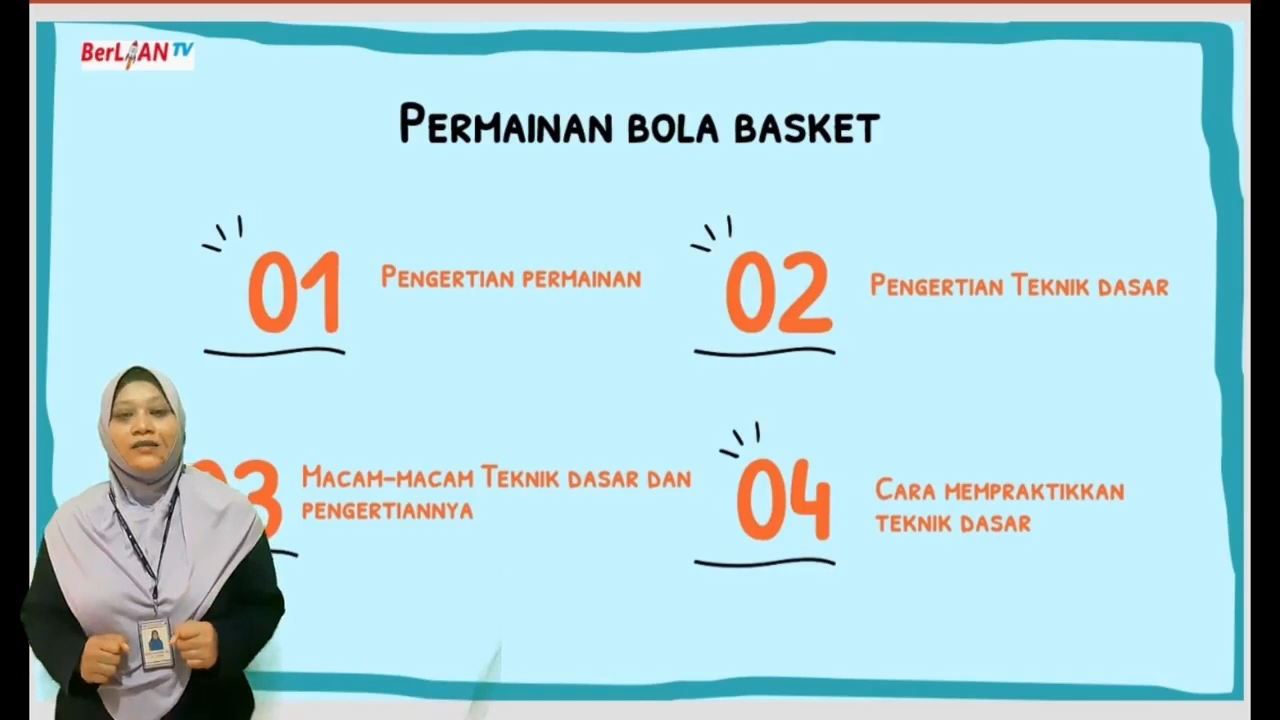 BerLIAN TV
PERMAINAN BOLA BASKET
01
PENGERTIAN PERMAINAN
02
PENGERTIAN TEKNIK DASAR
03
MACAM-MACAM TEKNIK DASAR DAN
PENGERTIANNYA
04
CARA MEMPRAKTIKKAN
TEKNIK DASAR